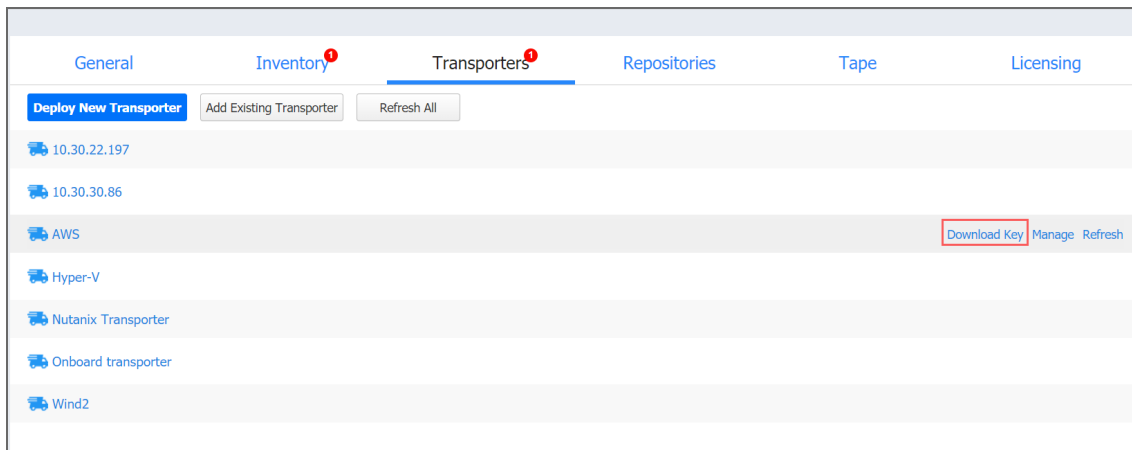 General Inventory 1 Transporters 1 Repositories Tape Licensing
Deploy New Transporter Add Existing Transporter Refresh All
10.30.22.197
10.30.30.86
AWS Download Key Manage Refresh
Hyper-V
Nutanix Transporter
Onboard transporter
Wind2